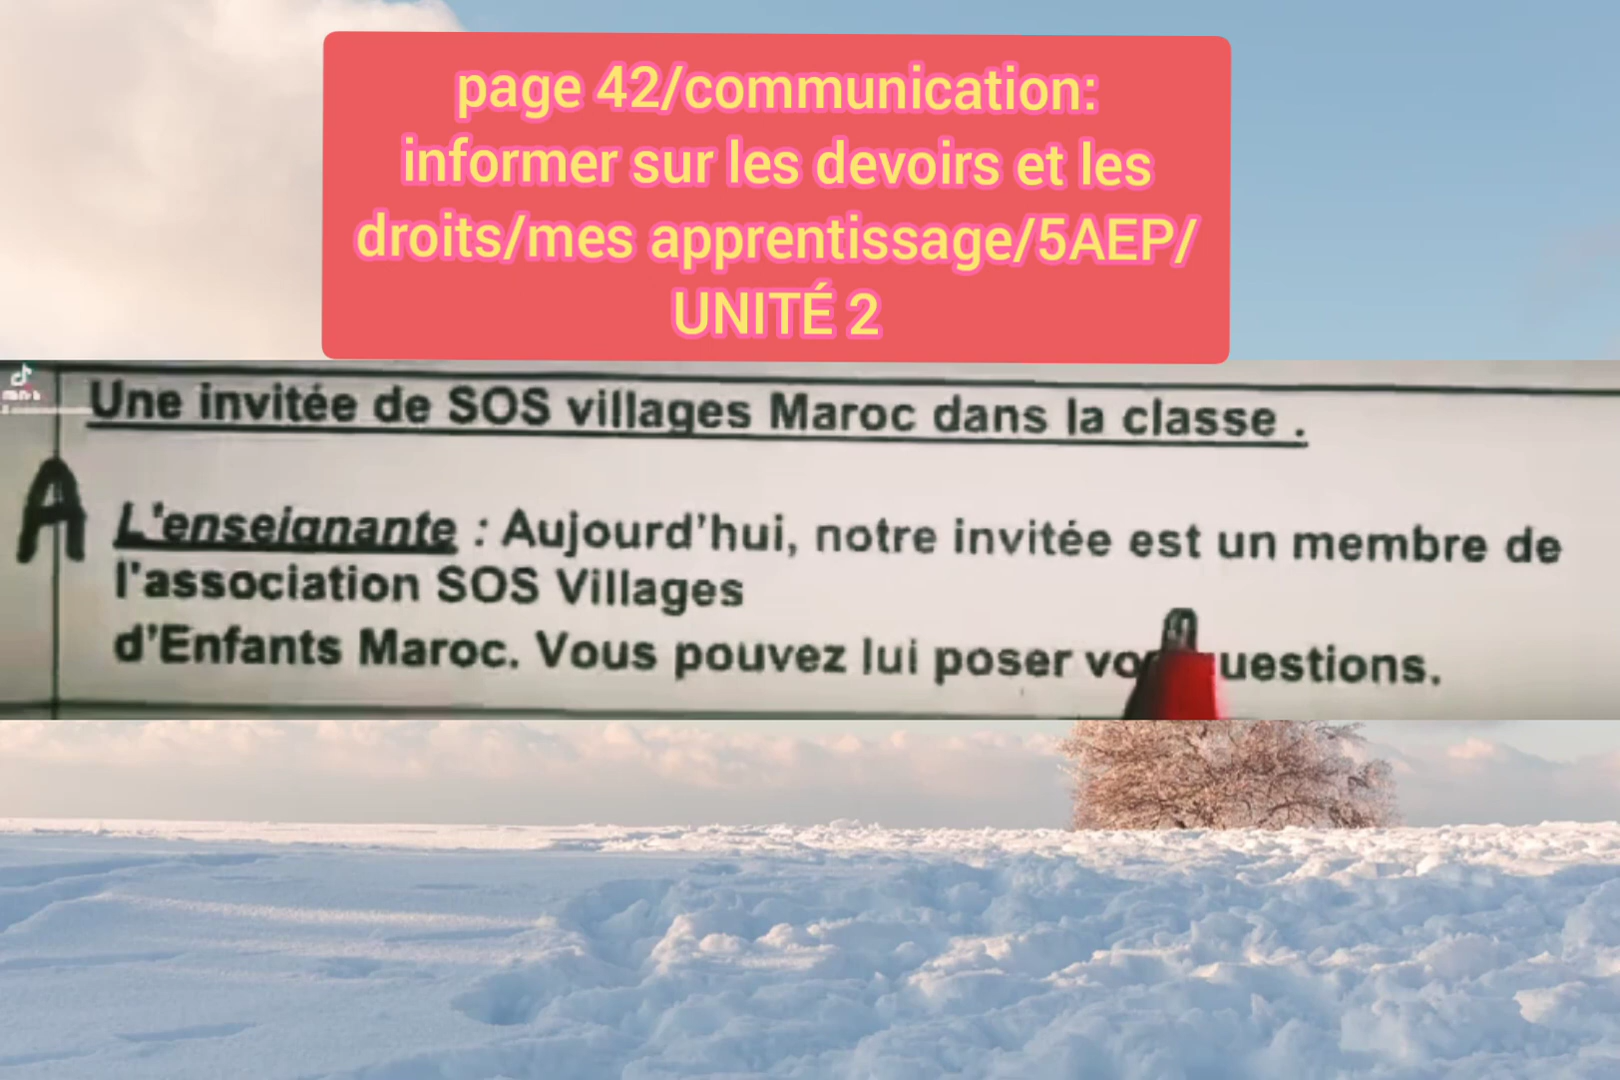 page 42/communication:
informer sur les devoirs et les
droits/mes apprentissage/5AEP/
UNITÉ 2
Une invitée de SOS villages Maroc dans la classe .
A
L'enseignante : Aujourd'hui, notre invitée est un membre de
l'association SOS Villages
d'Enfants Maroc. Vous pouvez lui poser